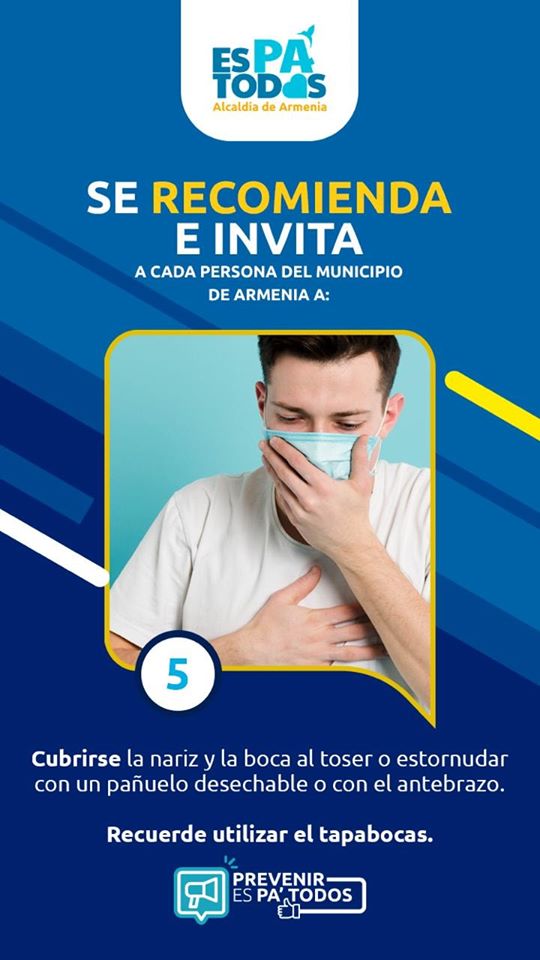 ES PA
TODOS
Alcaldía de Armenia
SE RECOMIENDA
E INVITA
A CADA PERSONA DEL MUNICIPIO
DE ARMENIA A:
5
Cubrirse la nariz y la boca al toser o estornudar
con un pañuelo desechable o con el antebrazo.
Recuerde utilizar el tapabocas.
PREVENIR
ES PA' TODOS